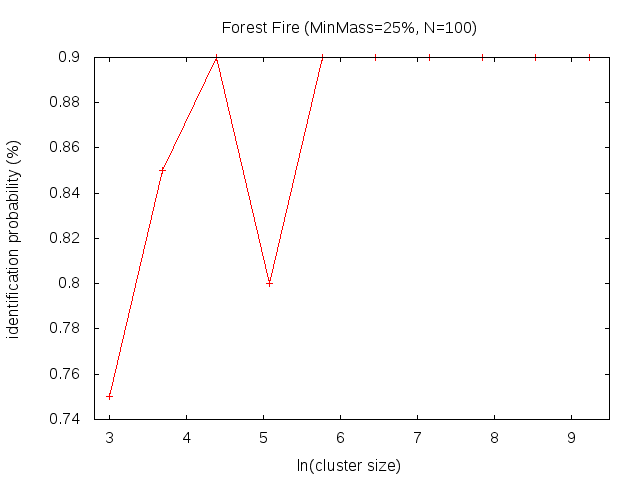 Forest Fire (MinMass=25%, N=100)
identification probability (%)
0.9
0.88
0.86
0.84
0.82
0.8
0.78
0.76
0.74
3 4 5 6 7 8 9
ln(cluster size)